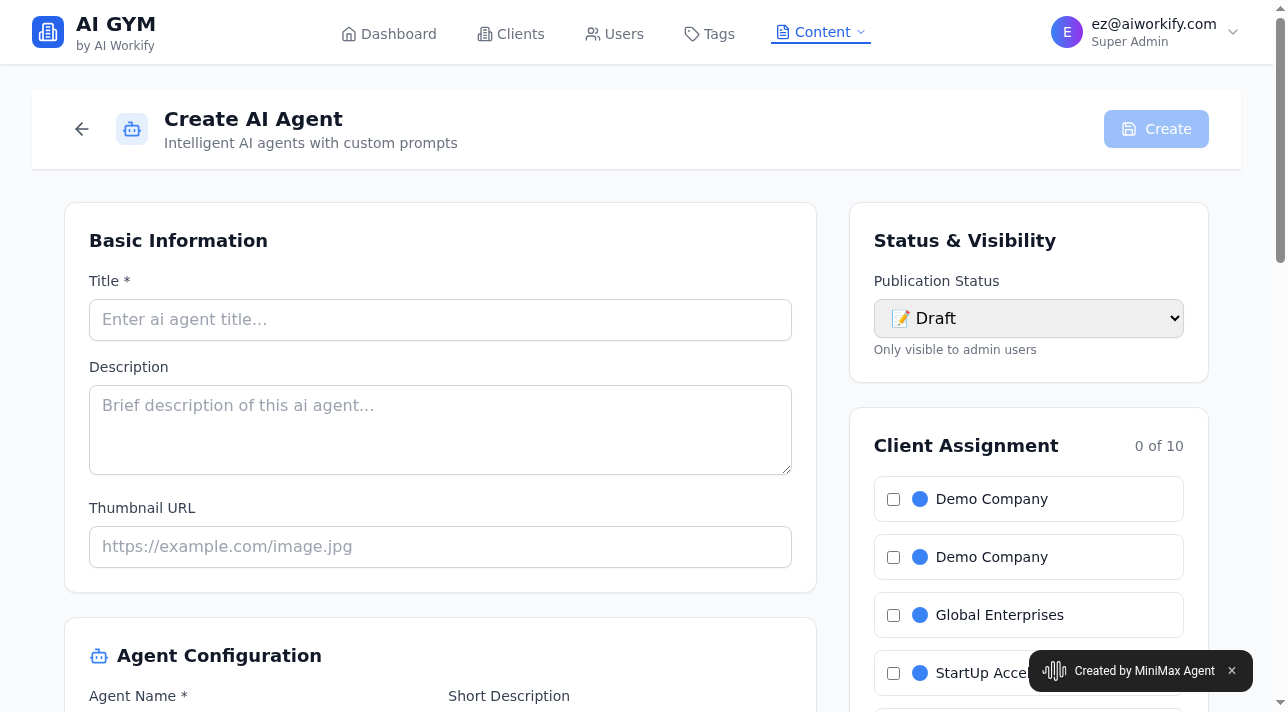 AI GYM
by AI Workify
Dashboard
Clients
Users
Tags
Content
E
ez@aiworkify.com
Super Admin
Create AI Agent
Intelligent AI agents with custom prompts
Create
Basic Information
Title *
Enter ai agent title...
Description
Brief description of this ai agent...
Thumbnail URL
https://example.com/image.jpg
Agent Configuration
Agent Name *
Short Description
Status & Visibility
Publication Status
📝 Draft
Only visible to admin users
Client Assignment
0 of 10
Demo Company
Demo Company
Global Enterprises
StartUp
Created by MiniMax Agent